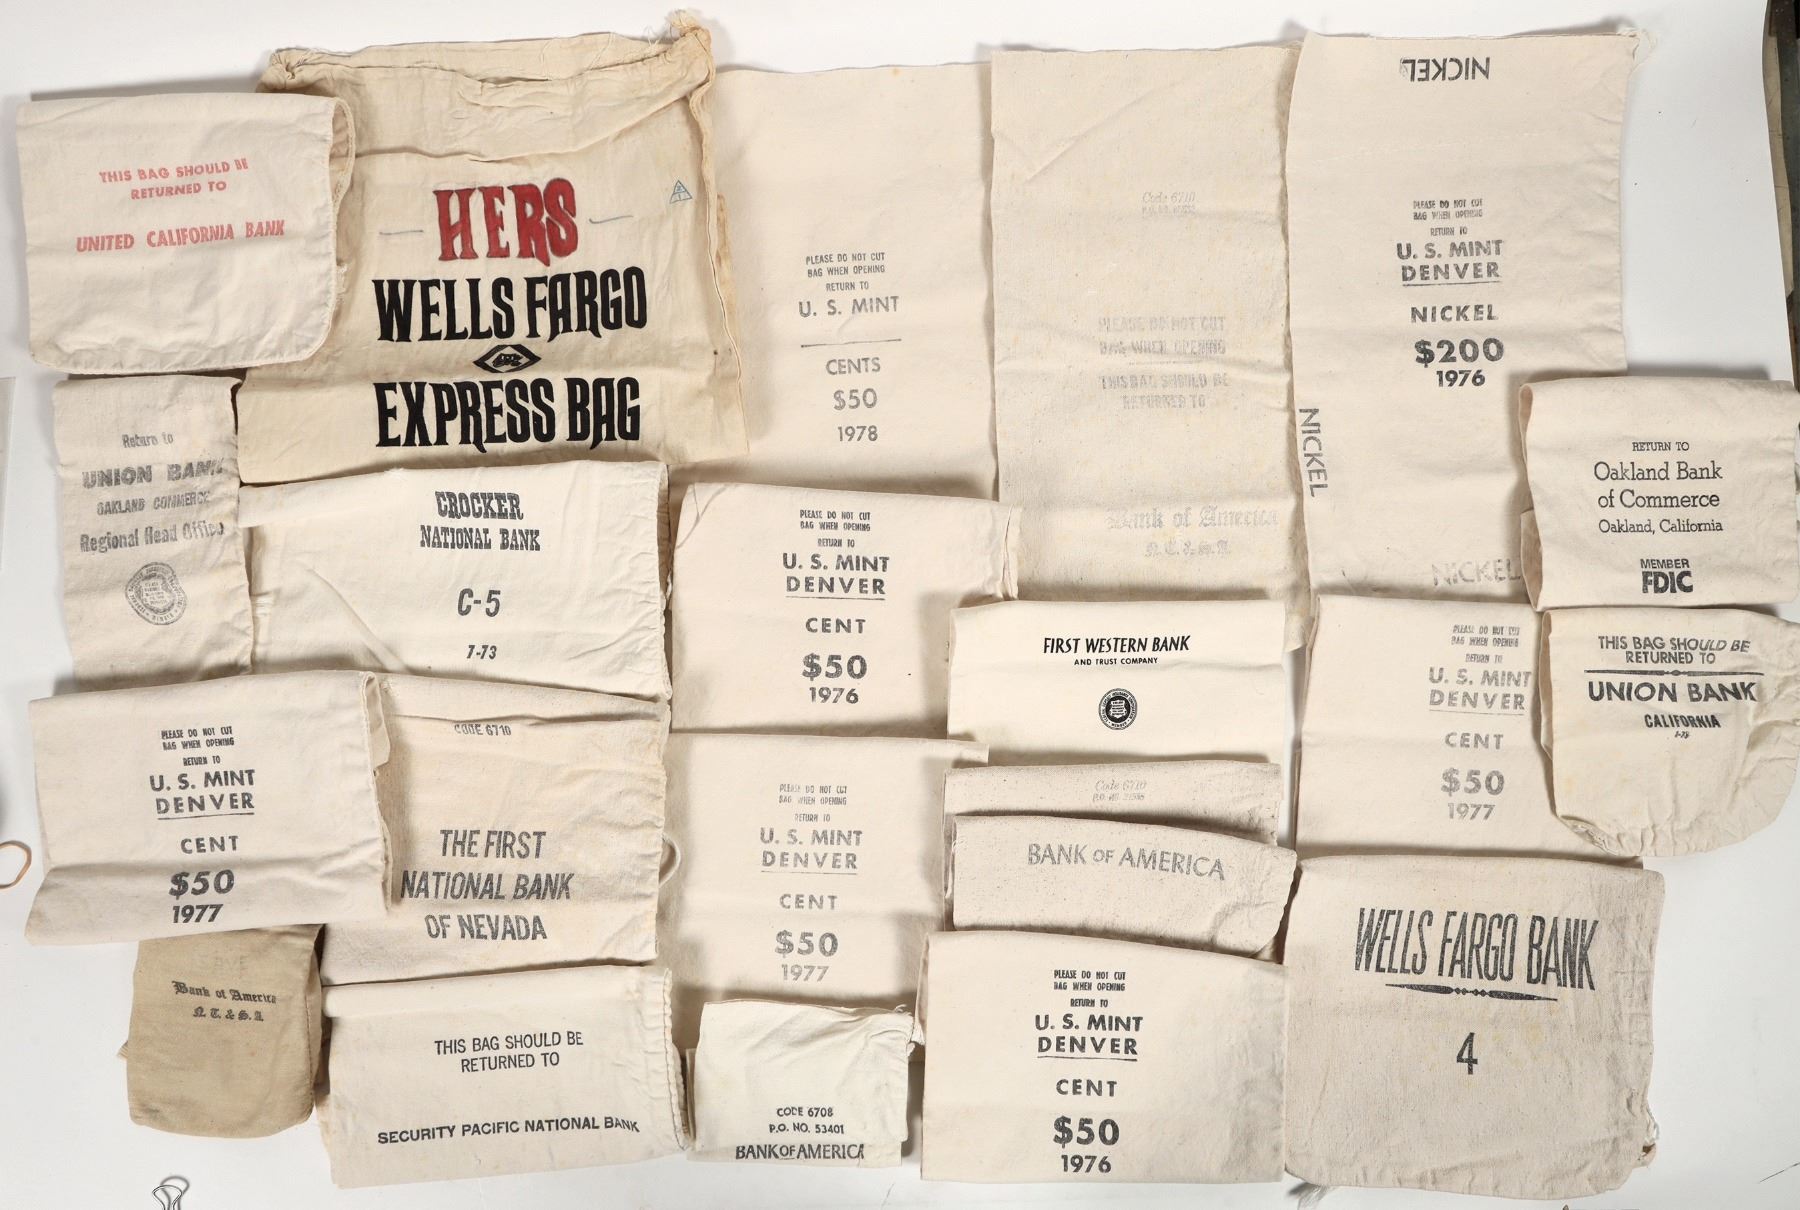 THIS BAG SHOULD BE
RETURNED TO
UNITED CALIFORNIA BANK
HERS
WELLS FARGO
EXPRESS BAG
PLEASE DO NOT CUT
BAG WHEN OPENING
RETURN TO
U. S. MINT
CENTS
$50
1978
Code 6710
PLEASE DO NOT CUT
BAG WHEN OPENING
THIS BAG SHOULD BE
RETURNED TO
Bank of America
N. T. & S. A.
NICKEL
PLEASE DO NOT CUT
BAG WHEN OPENING
RETURN TO
U. S. MINT
DENVER
NICKEL
$200
1976
NICKEL
NICKEL
RETURN TO
Oakland Bank
of Commerce
Oakland, California
MEMBER
FDIC
Return to
UNION BANK
OAKLAND COMMERCE
Regional Head Office
CROCKER
NATIONAL BANK
C-5
7-73
PLEASE DO NOT CUT
BAG WHEN OPENING
RETURN TO
U. S. MINT
DENVER
CENT
$50
1976
FIRST WESTERN BANK
AND TRUST COMPANY
PLEASE DO NOT CUT
BAG WHEN OPENING
RETURN TO
U. S. MINT
DENVER
CENT
$50
1977
THIS BAG SHOULD BE
RETURNED TO
UNION BANK
CALIFORNIA
PLEASE DO NOT CUT
BAG WHEN OPENING
RETURN TO
U. S. MINT
DENVER
CENT
$50
1977
CODE 6710
THE FIRST
NATIONAL BANK
OF NEVADA
PLEASE DO NOT CUT
BAG WHEN OPENING
RETURN TO
U. S. MINT
DENVER
CENT
$50
1977
Code 6710
P.O. NO.
BANK OF AMERICA
Bank of America
N. T. & S. A.
THIS BAG SHOULD BE
RETURNED TO
SECURITY PACIFIC NATIONAL BANK
CODE 6708
P.O. NO. 53401
BANK OF AMERICA
PLEASE DO NOT CUT
BAG WHEN OPENING
RETURN TO
U. S. MINT
DENVER
CENT
$50
1976
WELLS FARGO BANK
4